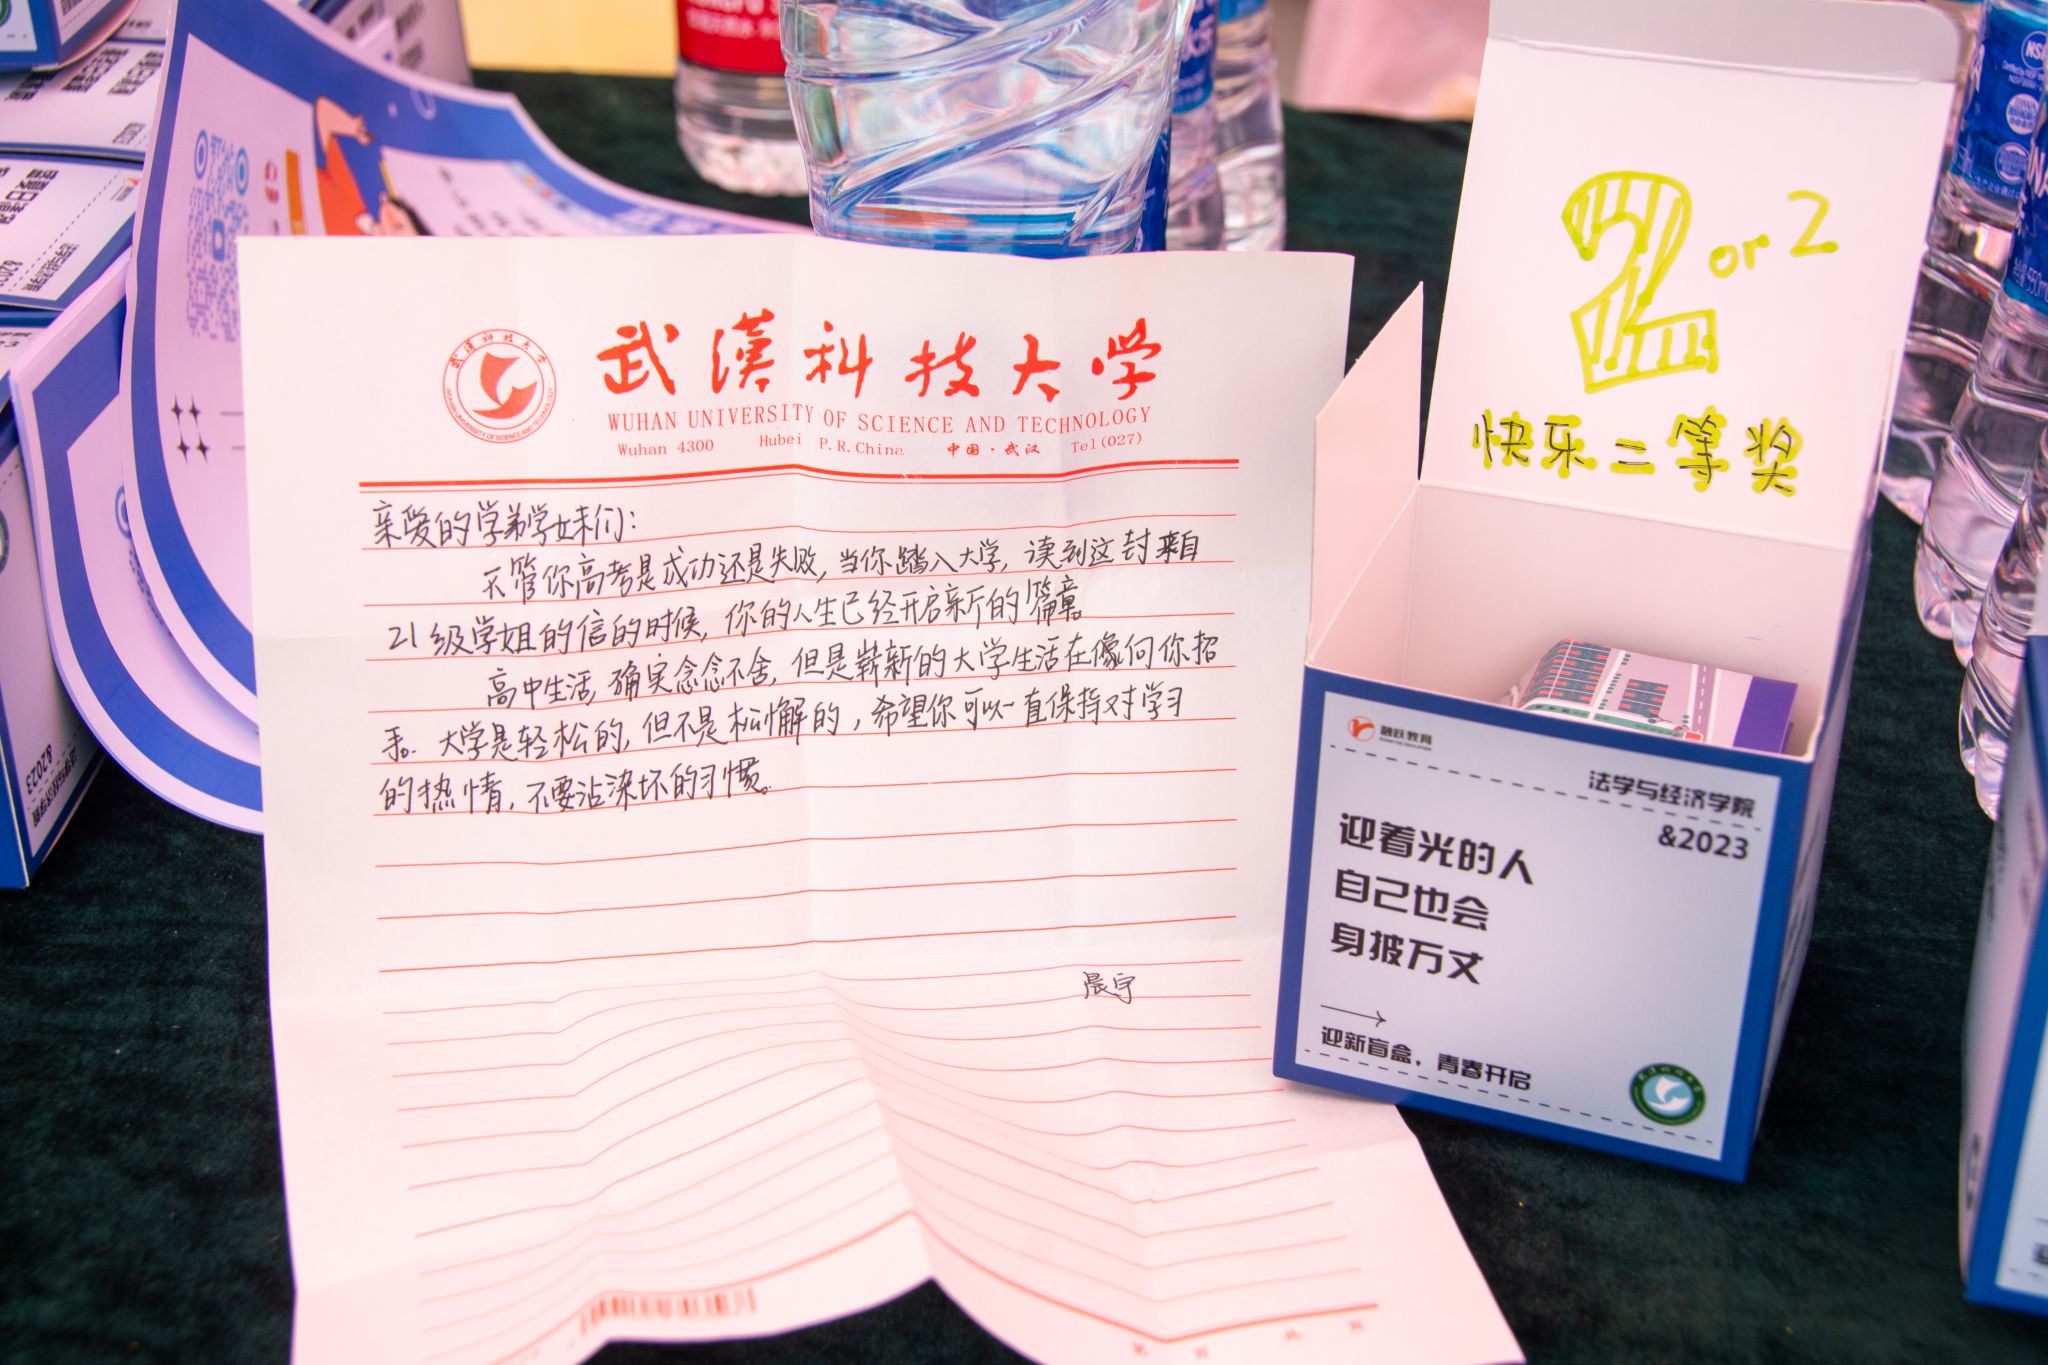 武漢科技大学
WUHAN UNIVERSITY OF SCIENCE AND TECHNOLOGY
Wuhan 4300 Hubei P.R.China 中国·武汉 Tel(027)
亲爱的学弟学妹们:
不管你高考是成功还是失败,当你踏入大学,读到这封来自
21级学姐的信的时候,你的人生已经开启新的篇章。
高中生活,确实念念不舍,但是崭新的大学生活在像向你招
手。大学是轻松的,但不是松懈的,希望你可以一直保持对学习
的热情,不要沾染坏的习惯。
晨宇
2 or 2
快乐二等奖
融跃教育
法学与经济学院
&2023
迎着光的人
自己也会
身披万丈
迎新盲盒,青春开启
&2023